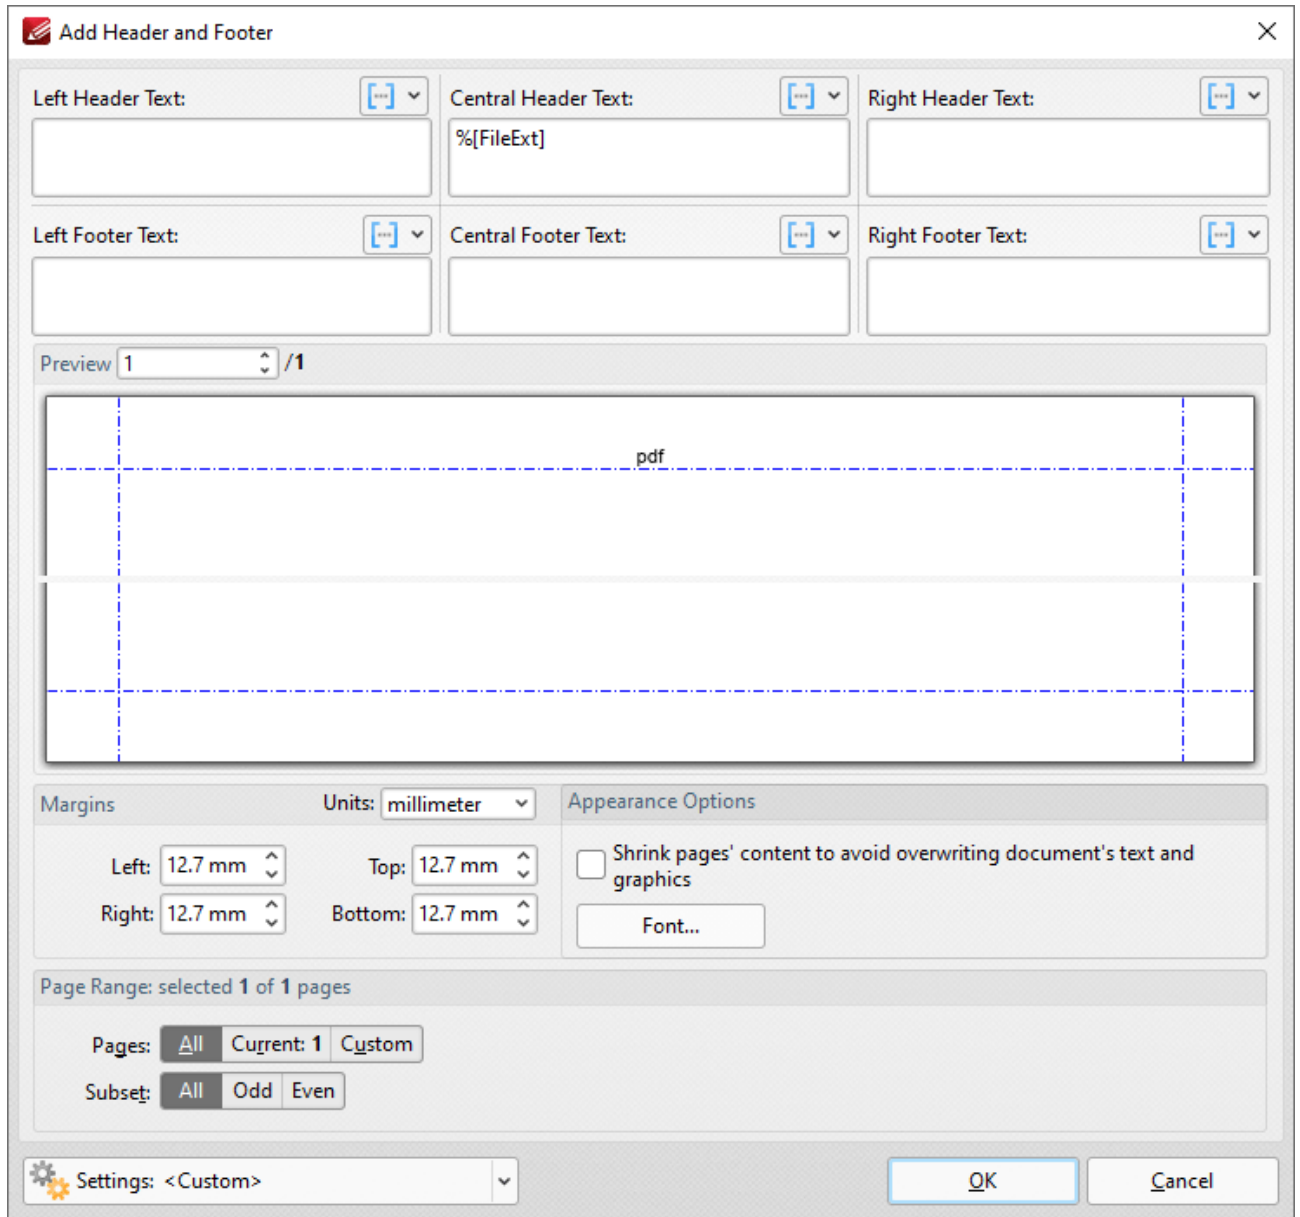 Add Header and Footer
Left Header Text:
Central Header Text:
Right Header Text:
%[FileExt]
Left Footer Text:
Central Footer Text:
Right Footer Text:
Preview 1 /1
pdf
Margins
Units: millimeter
Left: 12.7 mm
Top: 12.7 mm
Right: 12.7 mm
Bottom: 12.7 mm
Appearance Options
Shrink pages' content to avoid overwriting document's text and
graphics
Font...
Page Range: selected 1 of 1 pages
Pages: All Current: 1 Custom
Subset: All Odd Even
Settings: <Custom>
OK
Cancel